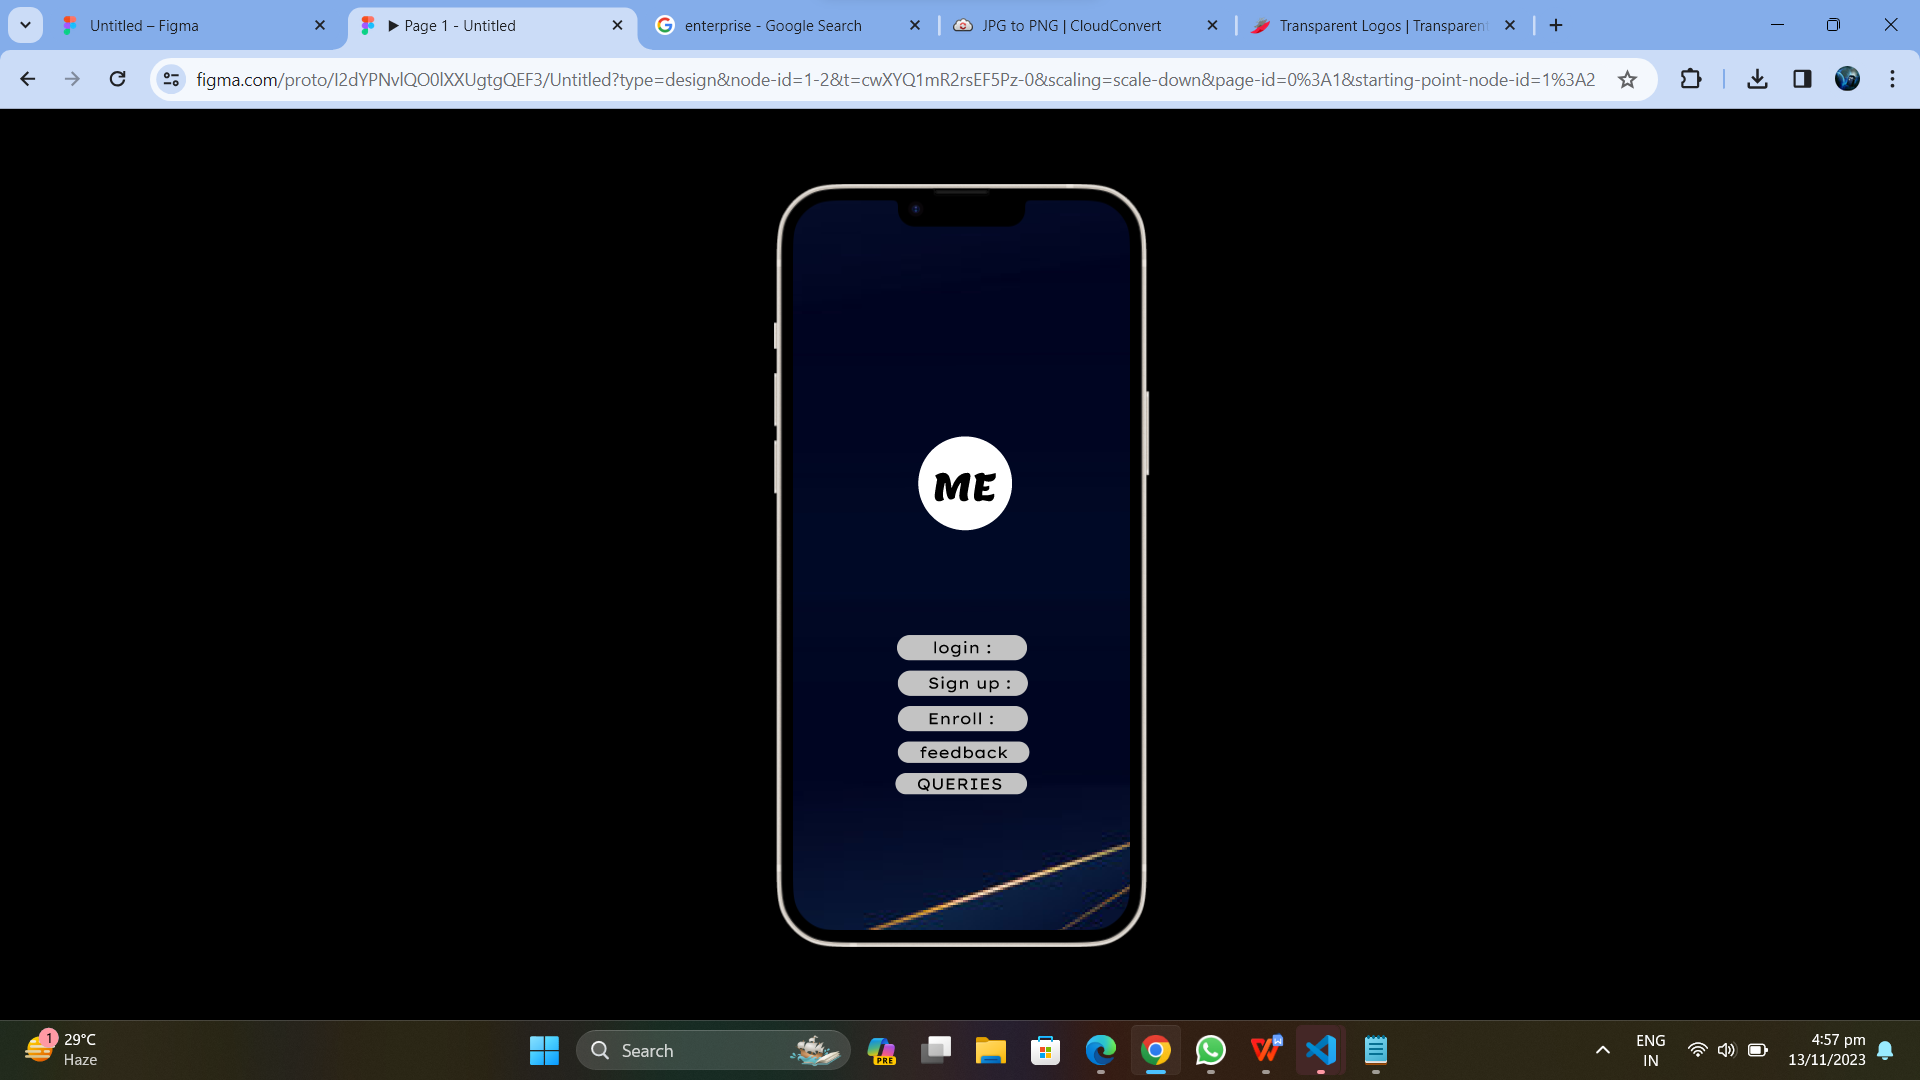 Untitled – Figma
▶ Page 1 - Untitled
enterprise - Google Search
JPG to PNG | CloudConvert
Transparent Logos | Transparent
figma.com/proto/I2dYPNvlQO0lXXUgtgQEF3/Untitled?type=design&node-id=1-2&t=cwXYQ1mR2rsEF5Pz-0&scaling=scale-down&page-id=0%3A1&starting-point-node-id=1%3A2
ME
login :
Sign up :
Enroll :
feedback
QUERIES
1
29°C
Haze
Search
PRE
ENG
IN
4:57 pm
13/11/2023